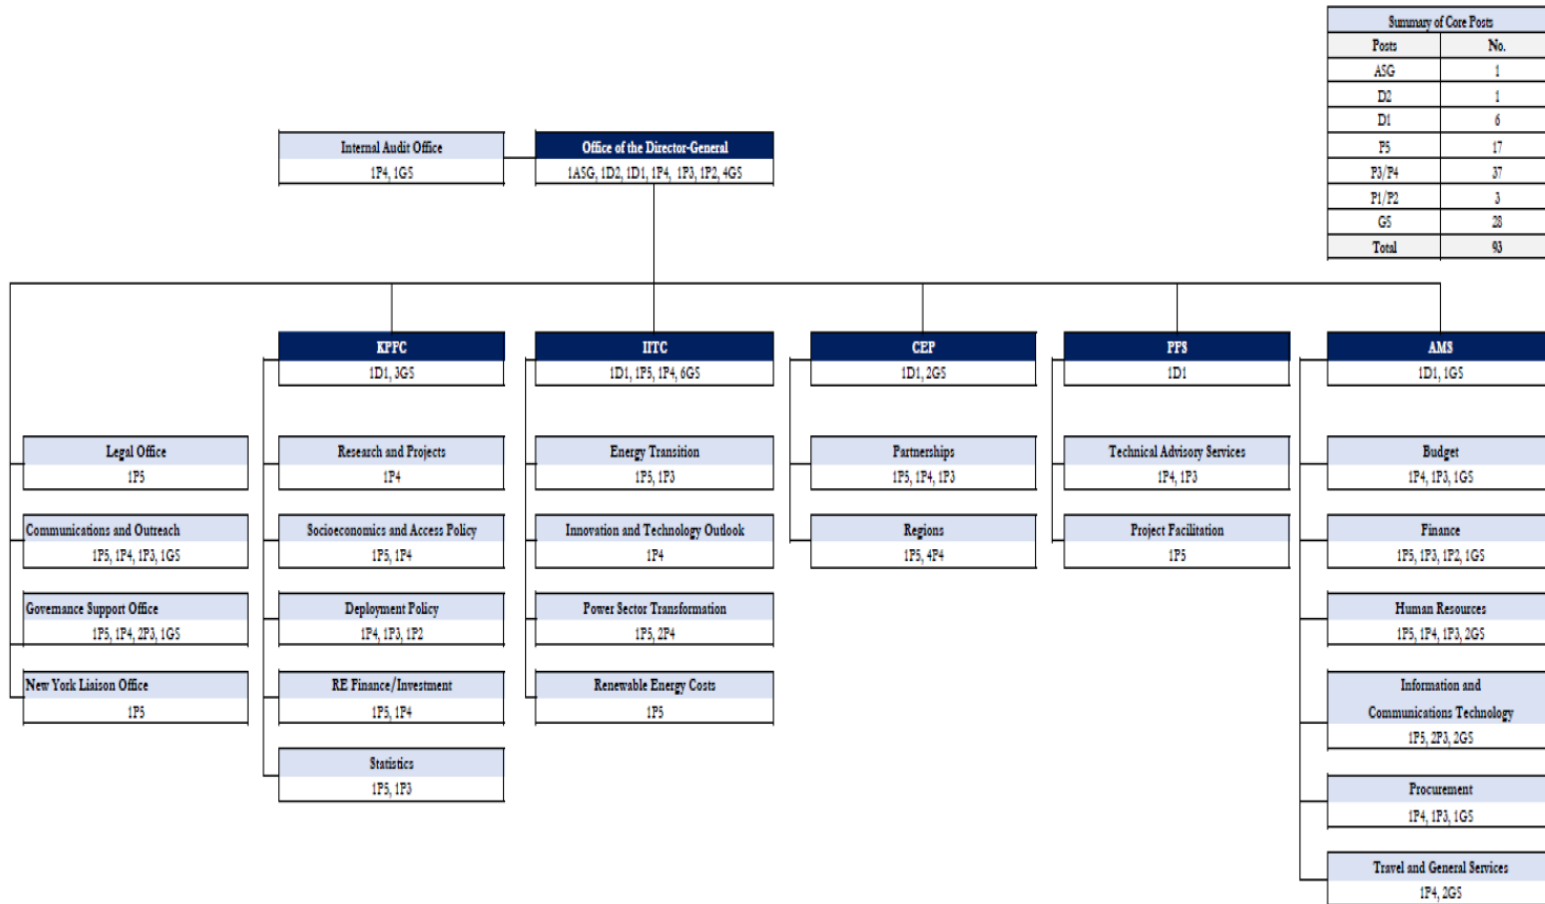 Summary of Core Posts
Posts No.
ASG 1
D2 1
D1 6
P5 17
P3/P4 37
P1/P2 3
GS 28
Total 93
Internal Audit Office
1P4, 1GS
Office of the Director-General
1ASG, 1D2, 1D1, 1P4, 1P3, 1P2, 4GS
KPFC
1D1, 3GS
IITC
1D1, 1P5, 1P4, 6GS
CEP
1D1, 2GS
PFS
1D1
AMS
1D1, 1GS
Legal Office
1P5
Communications and Outreach
1P5, 1P4, 1P3, 1GS
Governance Support Office
1P5, 1P4, 2P3, 1GS
New York Liaison Office
1P5
Research and Projects
1P4
Socioeconomics and Access Policy
1P5, 1P4
Deployment Policy
1P4, 1P3, 1P2
RE Finance/Investment
1P5, 1P4
Statistics
1P5, 1P3
Energy Transition
1P5, 1P3
Innovation and Technology Outlook
1P4
Power Sector Transformation
1P5, 2P4
Renewable Energy Costs
1P5
Partnerships
1P5, 1P4, 1P3
Regions
1P5, 4P4
Technical Advisory Services
1P4, 1P3
Project Facilitation
1P5
Budget
1P4, 1P3, 1GS
Finance
1P5, 1P3, 1P2, 1GS
Human Resources
1P5, 1P4, 1P3, 2GS
Information and
Communications Technology
1P5, 2P3, 2GS
Procurement
1P4, 1P3, 1GS
Travel and General Services
1P4, 2GS